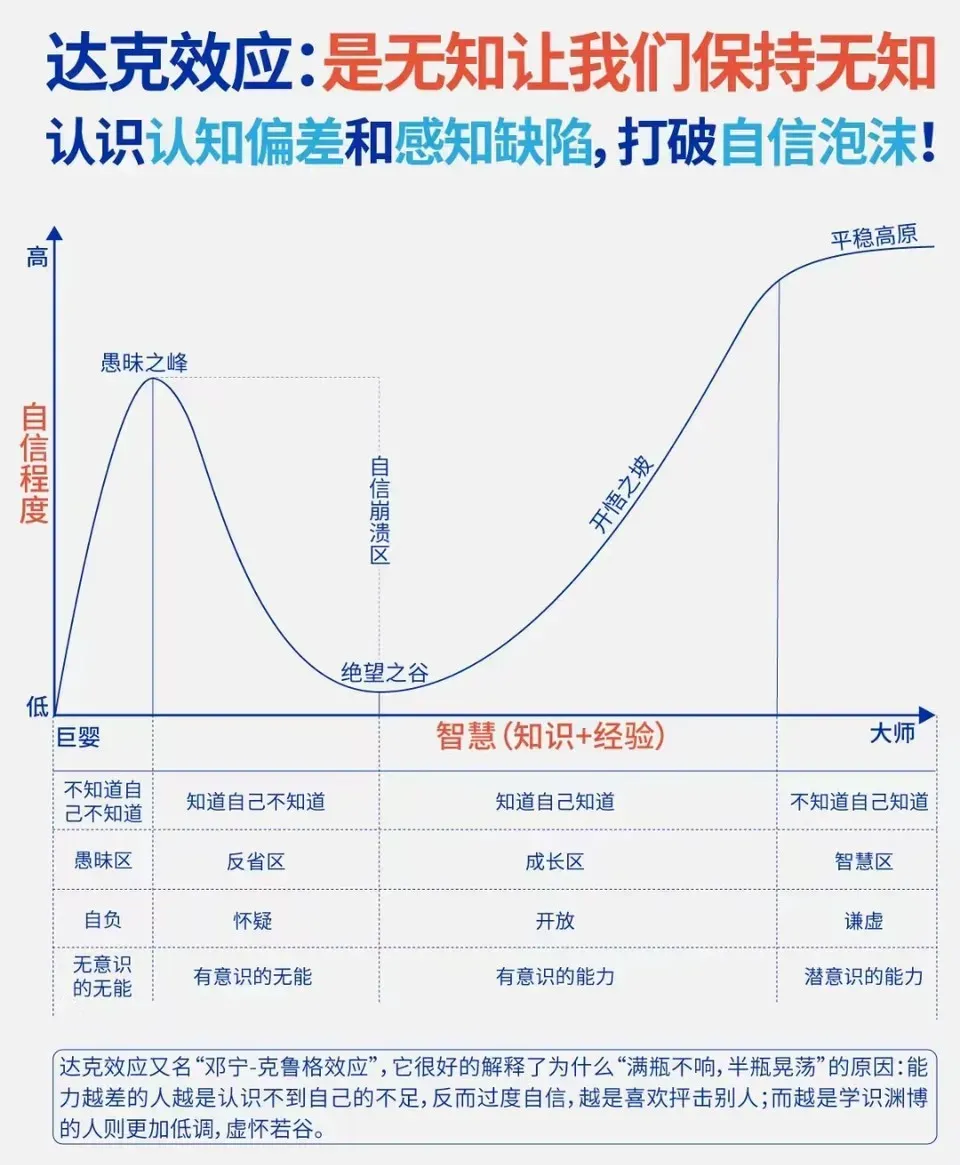 达克效应：是无知让我们保持无知
认识认知偏差和感知缺陷，打破自信泡沫！
高
平稳高原
愚昧之峰
自信程度
自信崩溃区
开悟之坡
绝望之谷
低
巨婴
智慧（知识+经验）
大师
不知道自
己不知道
知道自己不知道
知道自己知道
不知道自己知道
愚昧区
反省区
成长区
智慧区
自负
怀疑
开放
谦虚
无意识
的无能
有意识的无能
有意识的能力
潜意识的能力
达克效应又名“邓宁-克鲁格效应”，它很好的解释了为什么“满瓶不响，半瓶晃荡”的原因：能
力越差的人越是认识不到自己的不足，反而过度自信，越是喜欢抨击别人；而越是学识渊博
的人则更加低调，虚怀若谷。